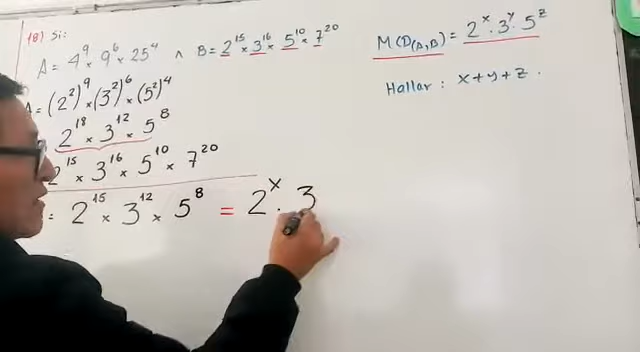 18) Si:
A = 4⁹ × 9⁶ × 25⁴ ∧ B = 2¹⁵ × 3¹⁶ × 5¹⁰ × 7²⁰
M(D(A,B)) = 2ˣ · 3ʸ · 5ᶻ
Hallar : x+y+z .
A = (2²)⁹ × (3²)⁶ × (5²)⁴
2¹⁸ × 3¹² × 5⁸
2¹⁵ × 3¹⁶ × 5¹⁰ × 7²⁰
= 2¹⁵ × 3¹² × 5⁸ = 2ˣ · 3